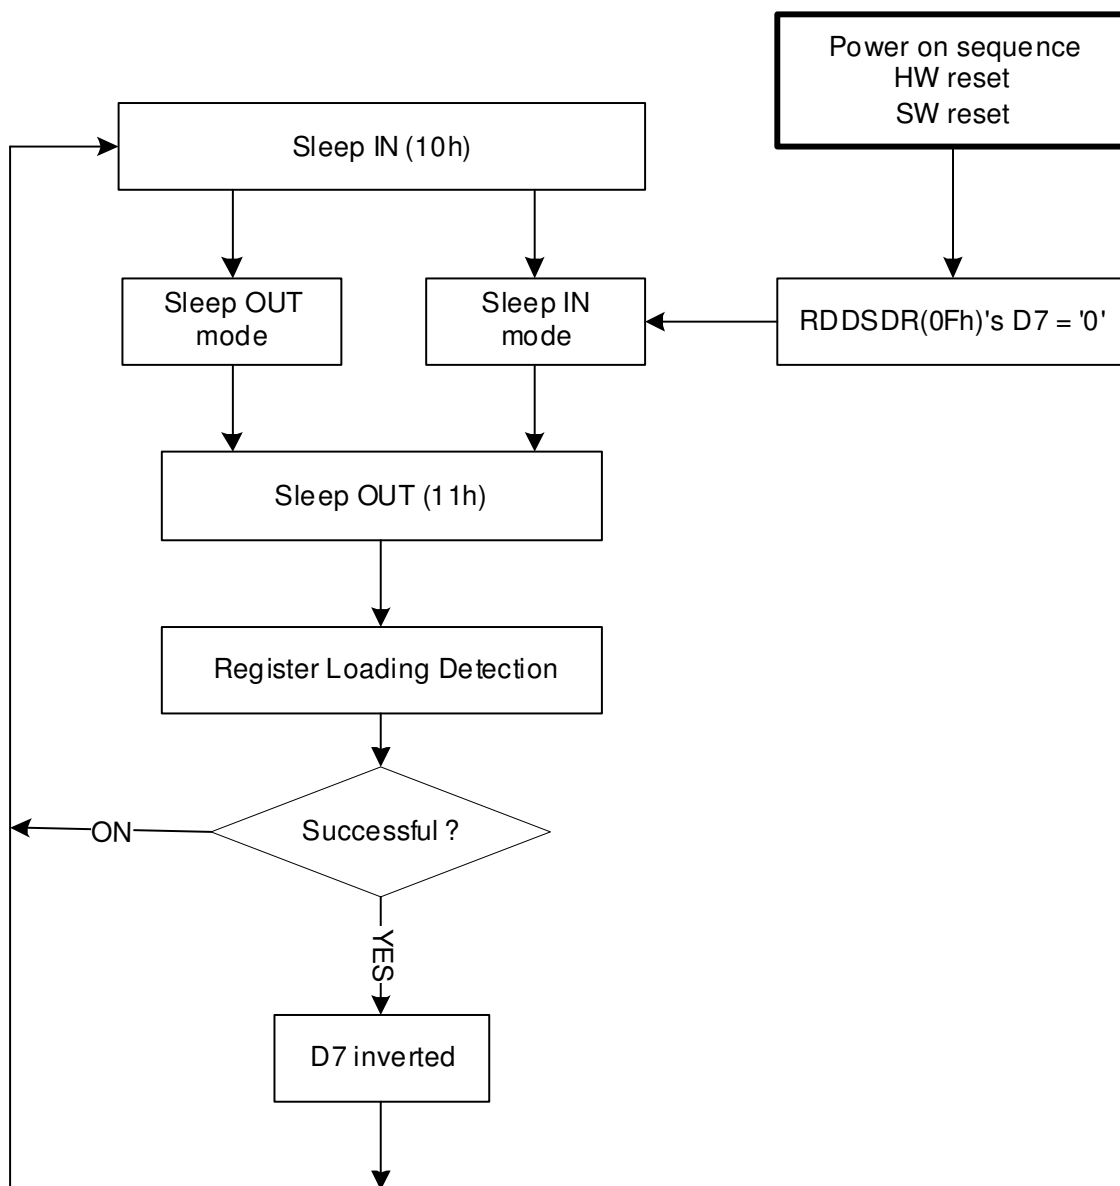 Power on sequence
HW reset
SW reset
Sleep IN (10h)
Sleep OUT
mode
Sleep IN
mode
RDDSDR(0Fh)'s D7 = '0'
Sleep OUT (11h)
Register Loading Detection
Successful ?
ON
YES
D7 inverted